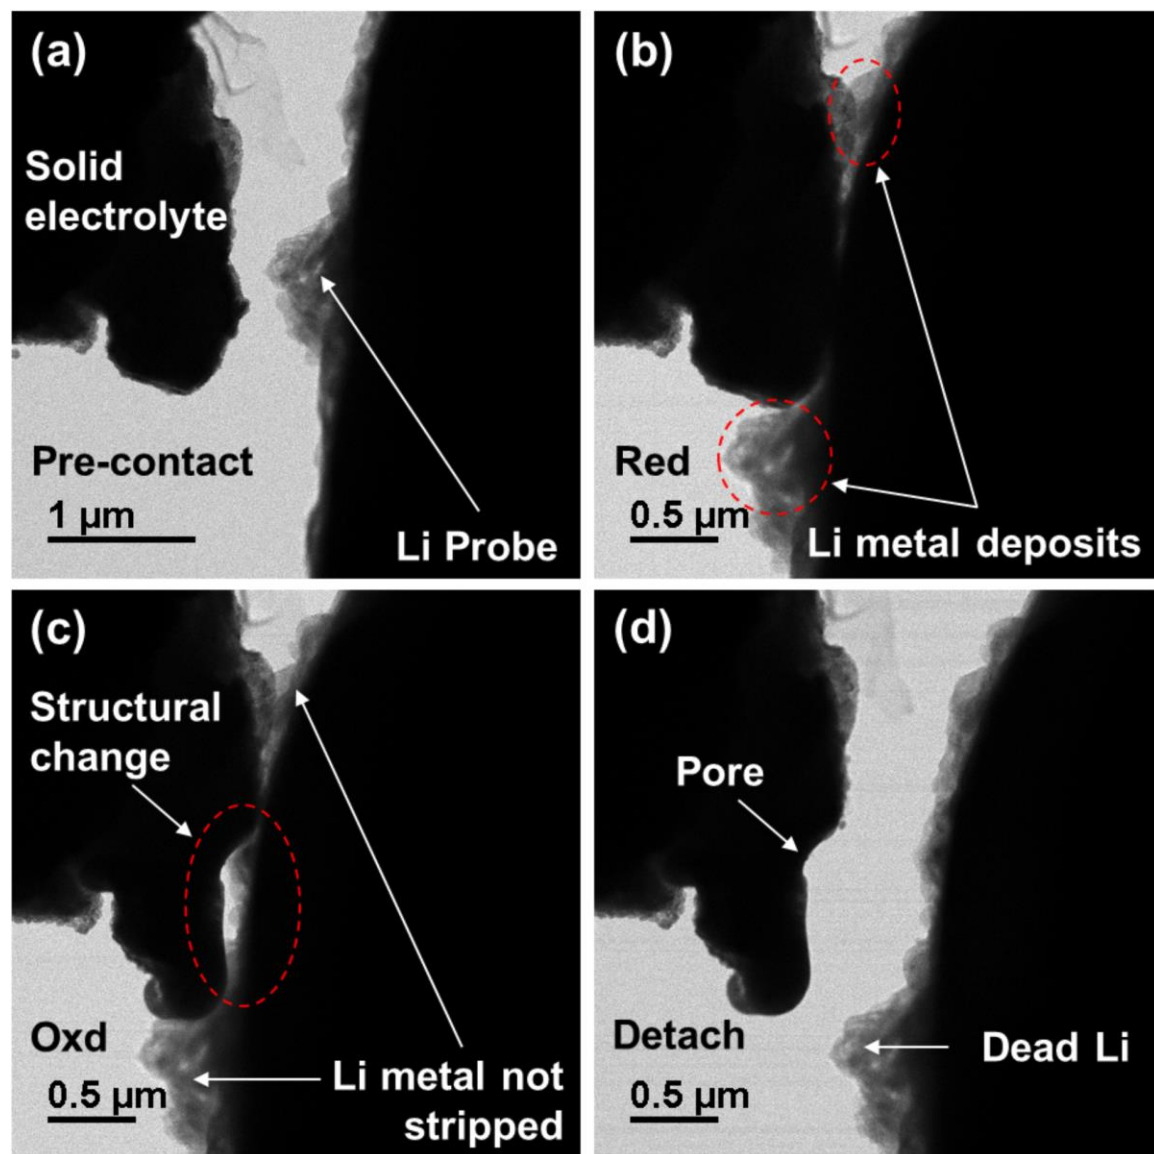 (a)
Solid
electrolyte
Pre-contact
1 µm
Li Probe
(b)
Red
0.5 µm
Li metal deposits
(c)
Structural
change
Oxd
0.5 µm
Li metal not
stripped
(d)
Pore
Detach
0.5 µm
Dead Li